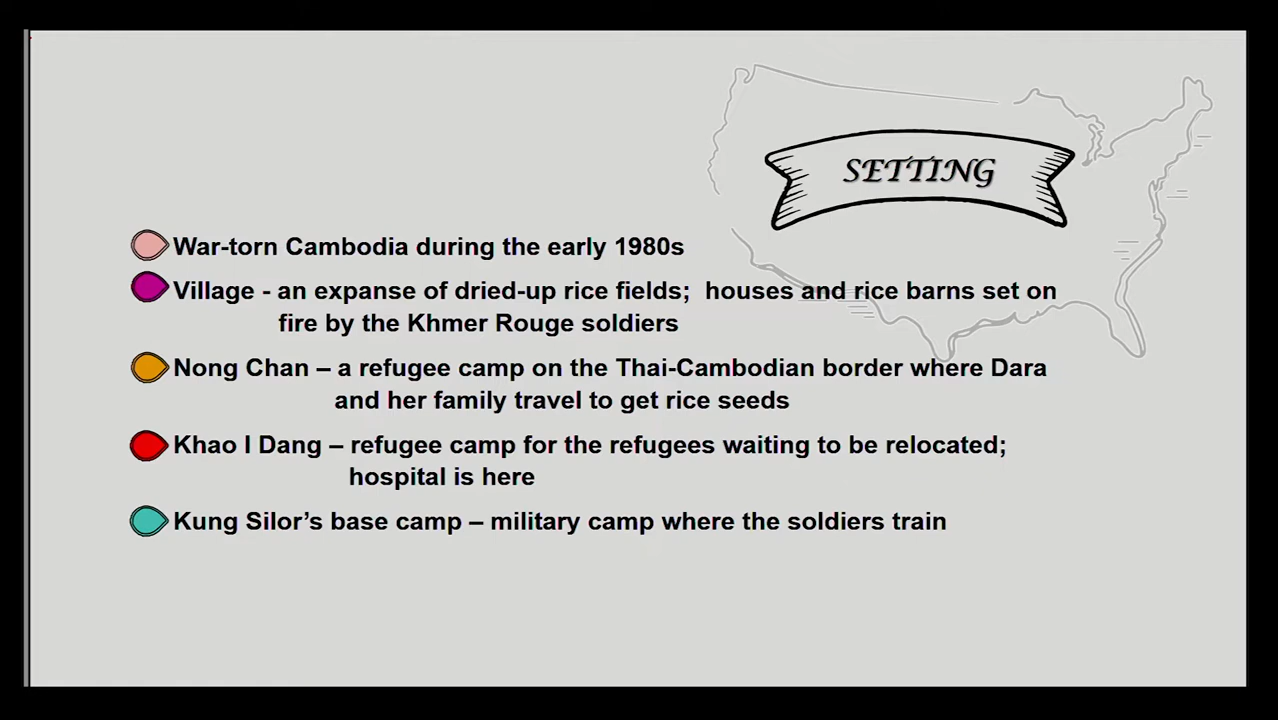 SETTING
War-torn Cambodia during the early 1980s
Village - an expanse of dried-up rice fields; houses and rice barns set on
fire by the Khmer Rouge soldiers
Nong Chan – a refugee camp on the Thai-Cambodian border where Dara
and her family travel to get rice seeds
Khao I Dang – refugee camp for the refugees waiting to be relocated;
hospital is here
Kung Silor's base camp – military camp where the soldiers train